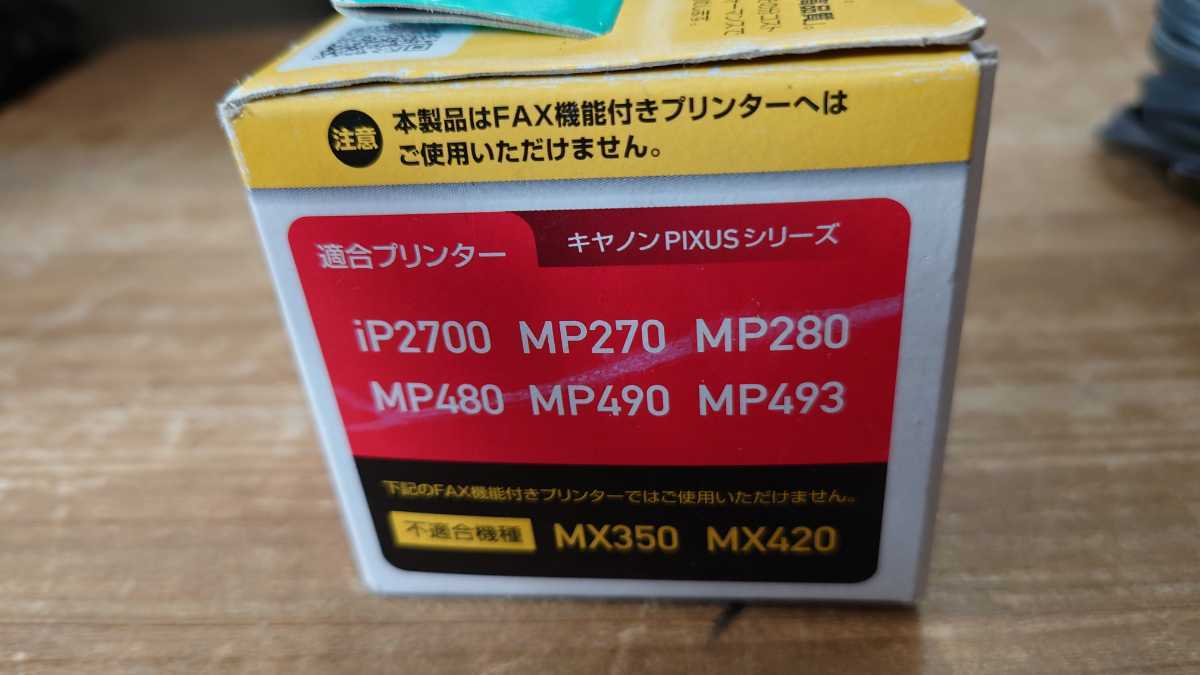 注意
本製品はFAX機能付きプリンターへは
ご使用いただけません。
適合プリンター
キヤノンPIXUSシリーズ
iP2700 MP270 MP280
MP480 MP490 MP493
下記のFAX機能付きプリンターではご使用いただけません。
不適合機種 MX350 MX420